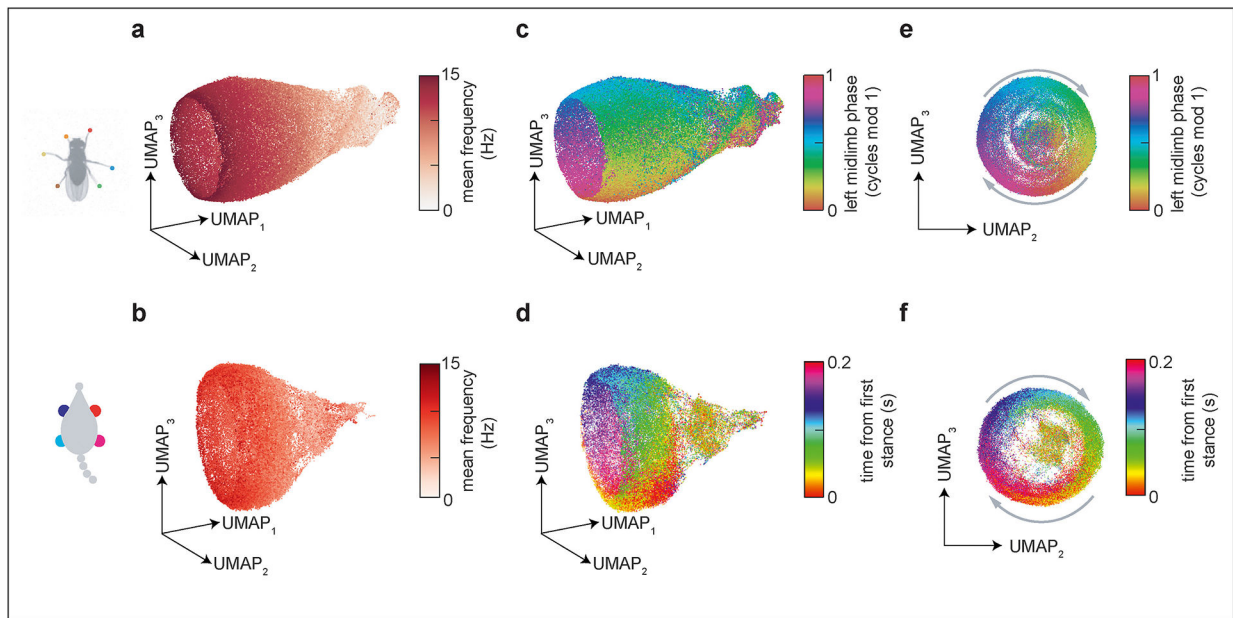 a
UMAP3
UMAP1
UMAP2
15
0
mean frequency
(Hz)
c
UMAP3
UMAP1
UMAP2
1
0
left midlimb phase
(cycles mod 1)
e
UMAP3
UMAP2
1
0
left midlimb phase
(cycles mod 1)
b
UMAP3
UMAP1
UMAP2
15
0
mean frequency
(Hz)
d
UMAP3
UMAP1
UMAP2
0.2
0
time from first
stance (s)
f
UMAP3
UMAP2
0.2
0
time from first
stance (s)